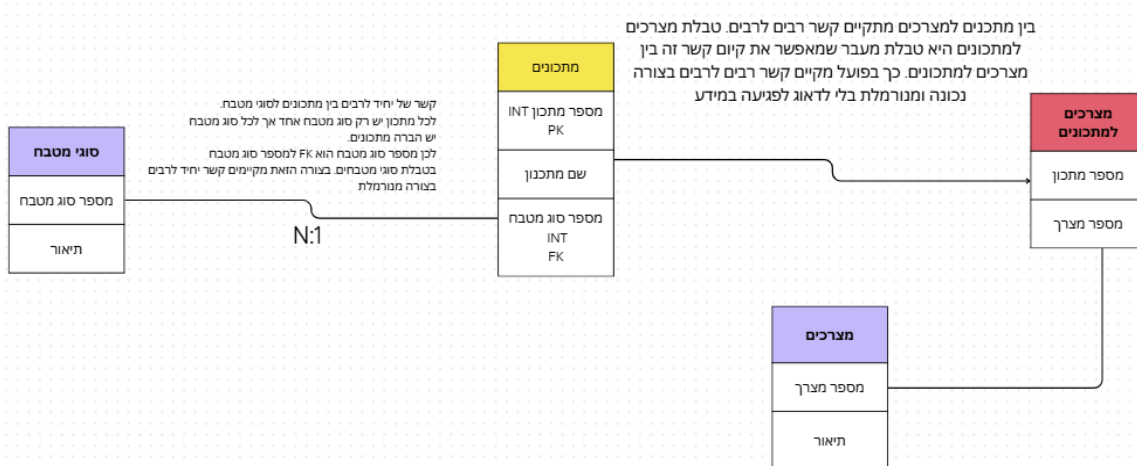 בין מתכנים למצרכים מתקיים קשר רבים לרבים. טבלת מצרכים
למתכונים היא טבלת מעבר שמאפשר את קיום קשר זה בין
מצרכים למתכונים. כך בפועל מקיים קשר רבים לרבים בצורה
נכונה ומנורמלת בלי לדאוג לפגיעה במידע
מצרכים
למתכונים
מספר מתכון
מספר מצרך
מתכונים
מספר מתכון INT
PK
שם מתכנון
מספר סוג מטבח
INT
FK
קשר של יחיד לרבים בין מתכונים לסוגי מטבח.
לכל מתכון יש רק סוג מטבח אחד אך לכל סוג מטבח
יש הברה מתכונים.
לכן מספר סוג מטבח הוא FK למספר סוג מטבח
בטבלת סוגי מטבחים. בצורה הזאת מקיימים קשר יחיד לרבים
בצורה מנורמלת
N:1
סוגי מטבח
מספר סוג מטבח
תיאור
מצרכים
מספר מצרך
תיאור